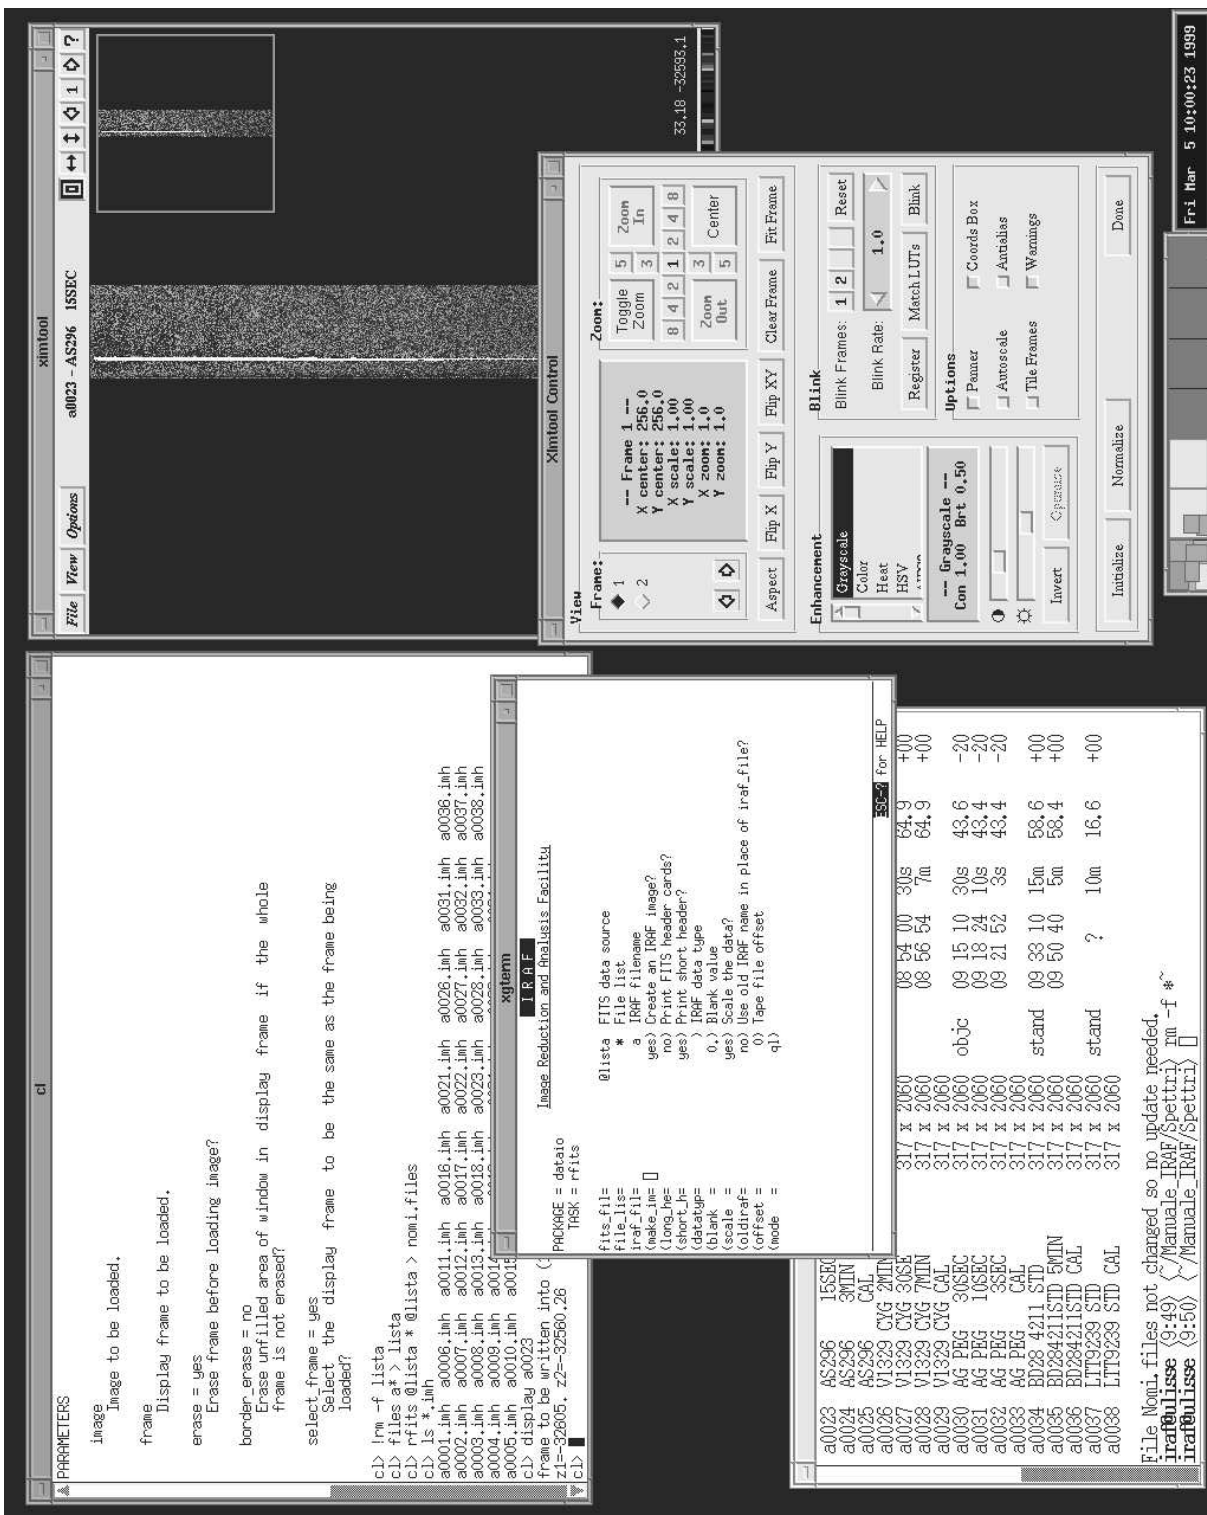 cl
PARAMETERS
image
Image to be loaded.
frame
Display frame to be loaded.
erase = yes
Erase frame before loading image?
border_erase = no
Erase unfilled area of window in display frame if the whole
frame is not erased?
select_frame = yes
Select the display frame to be the same as the frame being
loaded?
cl> !rm -f lista
cl> files a* > lista
cl> rfits @lista * @lista > nomi.files
cl> ls *.imh
a0001.imh a0006.imh a0011.imh a0016.imh a0021.imh a0026.imh a0031.imh a0036.imh
a0002.imh a0007.imh a0012.imh a0017.imh a0022.imh a0027.imh a0032.imh a0037.imh
a0003.imh a0008.imh a0013.imh a0018.imh a0023.imh a0028.imh a0033.imh a0038.imh
a0004.imh a0009.imh a0014
a0005.imh a0010.imh a0015
cl> display a0023
frame to be written into (1
z1=-32605. z2=-32560.26
cl>
xgterm
I R A F
Image Reduction and Analysis Facility
PACKAGE = dataio
TASK = rfits
fits_fil= @lista FITS data source
file_lis= * File list
iraf_fil= a IRAF filename
(make_im= yes) Create an IRAF image?
(long_he= no) Print FITS header cards?
(short_h= yes) Print short header?
(datatyp= ) IRAF data type
(blank = 0.) Blank value
(scale = yes) Scale the data?
(oldiraf= no) Use old IRAF name in place of iraf_file?
(offset = 0) Tape file offset
(mode = ql)
ESC-? for HELP
a0023 AS296 15SEC
a0024 AS296 3MIN
a0025 AS296 CAL
a0026 V1329 CYG 2MIN
a0027 V1329 CYG 30SE 317 x 2060 08 54 00 30s 64.9 +00
a0028 V1329 CYG 7MIN 317 x 2060 08 56 54 7m 64.9 +00
a0029 V1329 CYG CAL 317 x 2060
a0030 AG PEG 30SEC 317 x 2060 objc 09 15 10 30s 43.6 -20
a0031 AG PEG 10SEC 317 x 2060 09 18 24 10s 43.4 -20
a0032 AG PEG 3SEC 317 x 2060 09 21 52 3s 43.4 -20
a0033 AG PEG CAL 317 x 2060
a0034 BD28 4211 STD 317 x 2060 stand 09 33 10 15m 58.6 +00
a0035 BD284211STD 5MIN 317 x 2060 09 50 40 5m 58.4 +00
a0036 BD284211STD CAL 317 x 2060
a0037 LTT9239 STD 317 x 2060 stand ? 10m 16.6 +00
a0038 LTT9239 STD CAL 317 x 2060
File Nomi.files not changed so no update needed.
iraf@ulisse (9:49) (~/Manuale_IRAF/Spettri) rm -f *~
iraf@ulisse (9:50) (~/Manuale_IRAF/Spettri)
ximtool
File View Options a0023 - AS296 15SEC 1 ?
33.18 -32593.1
Ximtool Control
View
Frame:
1
2
-- Frame 1 --
X center: 256.0
Y center: 256.0
X scale: 1.00
Y scale: 1.00
X zoom: 1.0
Y zoom: 1.0
Zoom:
Toggle Zoom 5 3 Zoom In
8 4 2 1 2 4 8
Zoom Out 3 5 Center
Aspect Flip X Flip Y Flip XY Clear Frame Fit Frame
Enhancement
Grayscale
Color
Heat
HSV
-- Grayscale --
Con 1.00 Brt 0.50
Invert Optimize
Blink
Blink Frames: 1 2 Reset
Blink Rate: 1.0
Register Match LUTs Blink
Options
Panner Coords Box
Autoscale Antialias
Tile Frames Warnings
Initialize Normalize Done
Fri Mar 5 10:00:23 1999